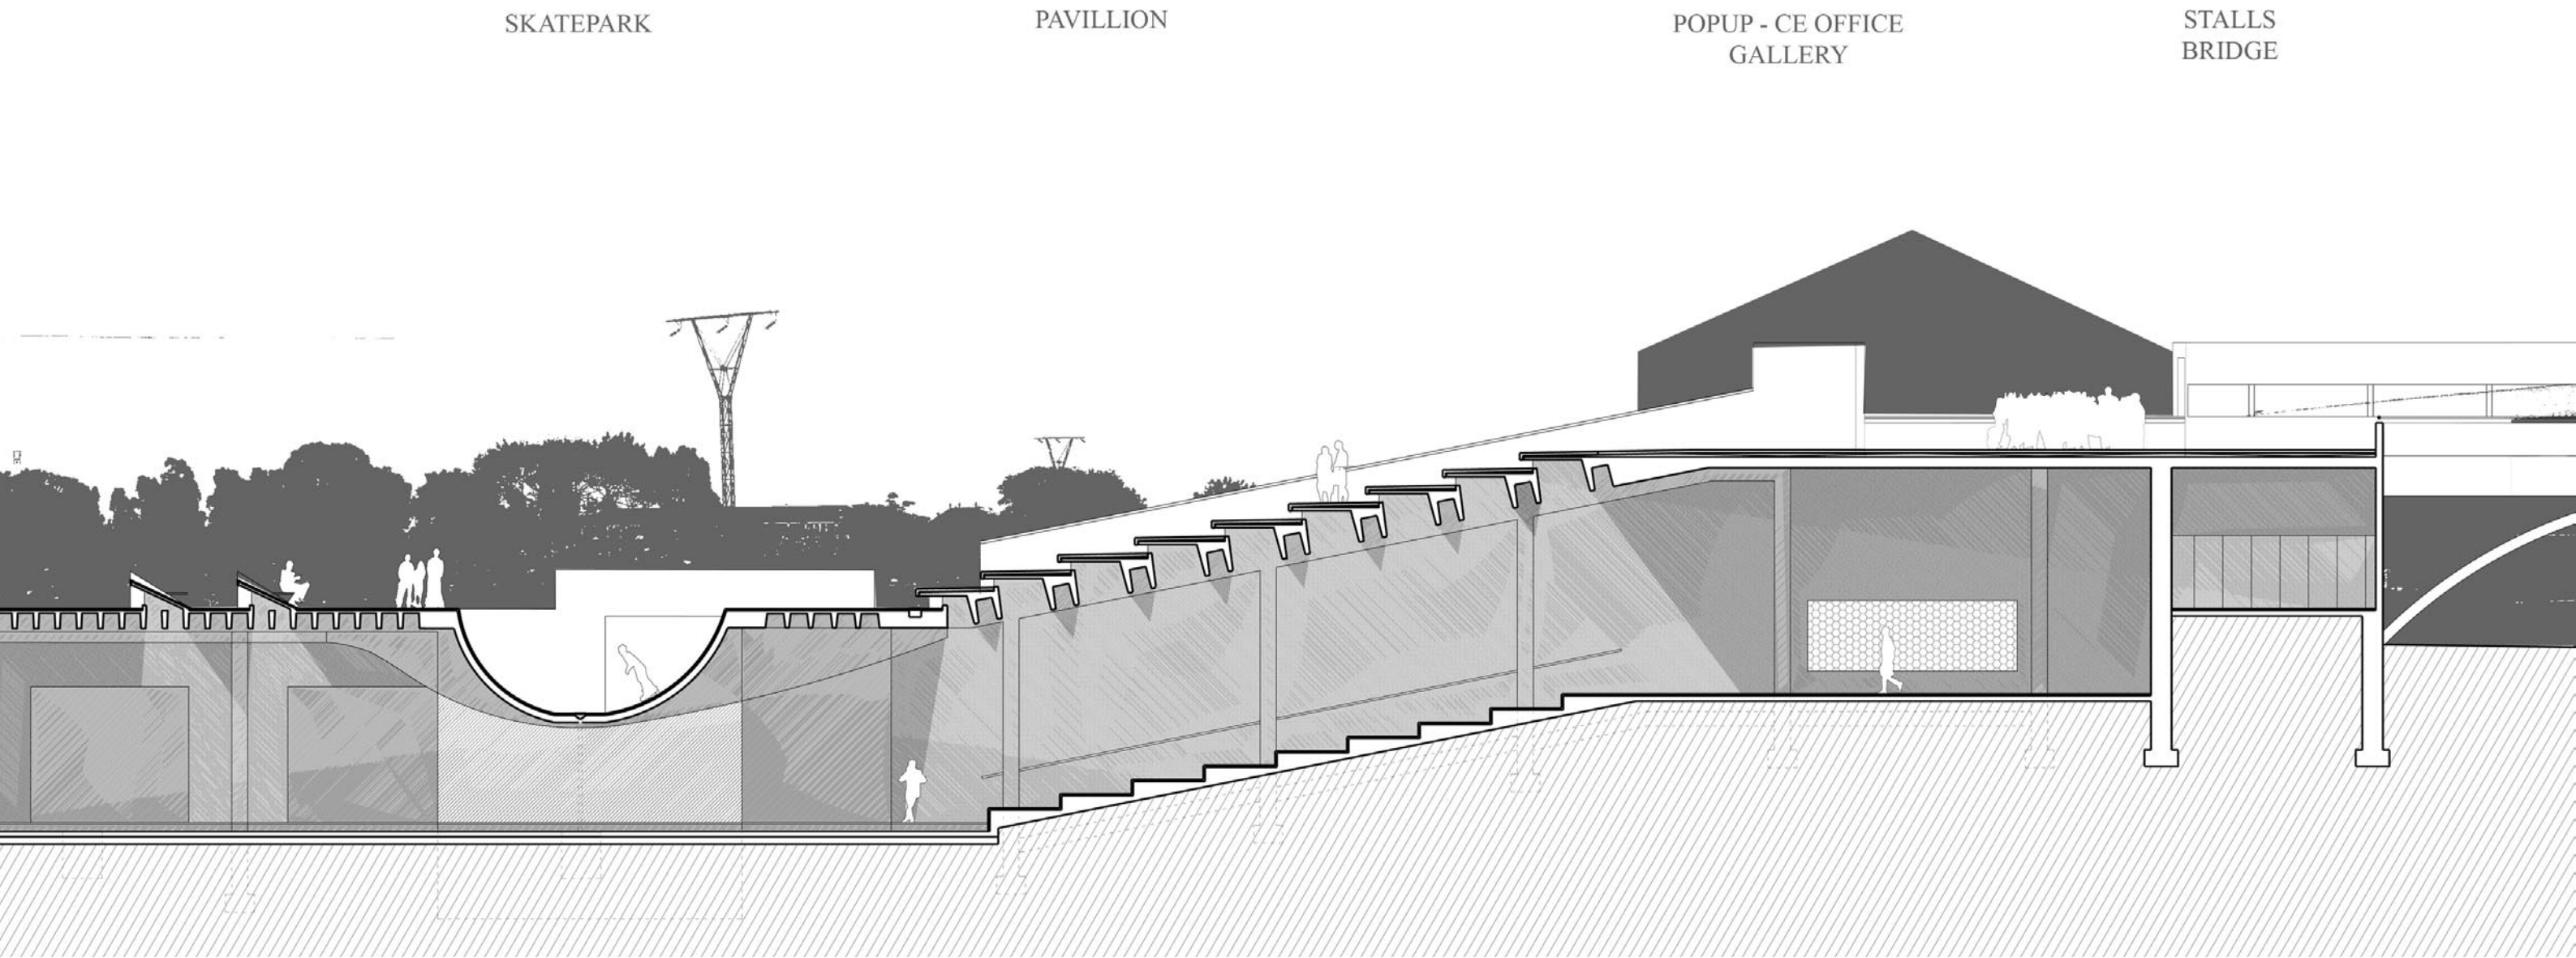 SKATEPARK
PAVILLION
POPUP - CE OFFICE
GALLERY
STALLS
BRIDGE